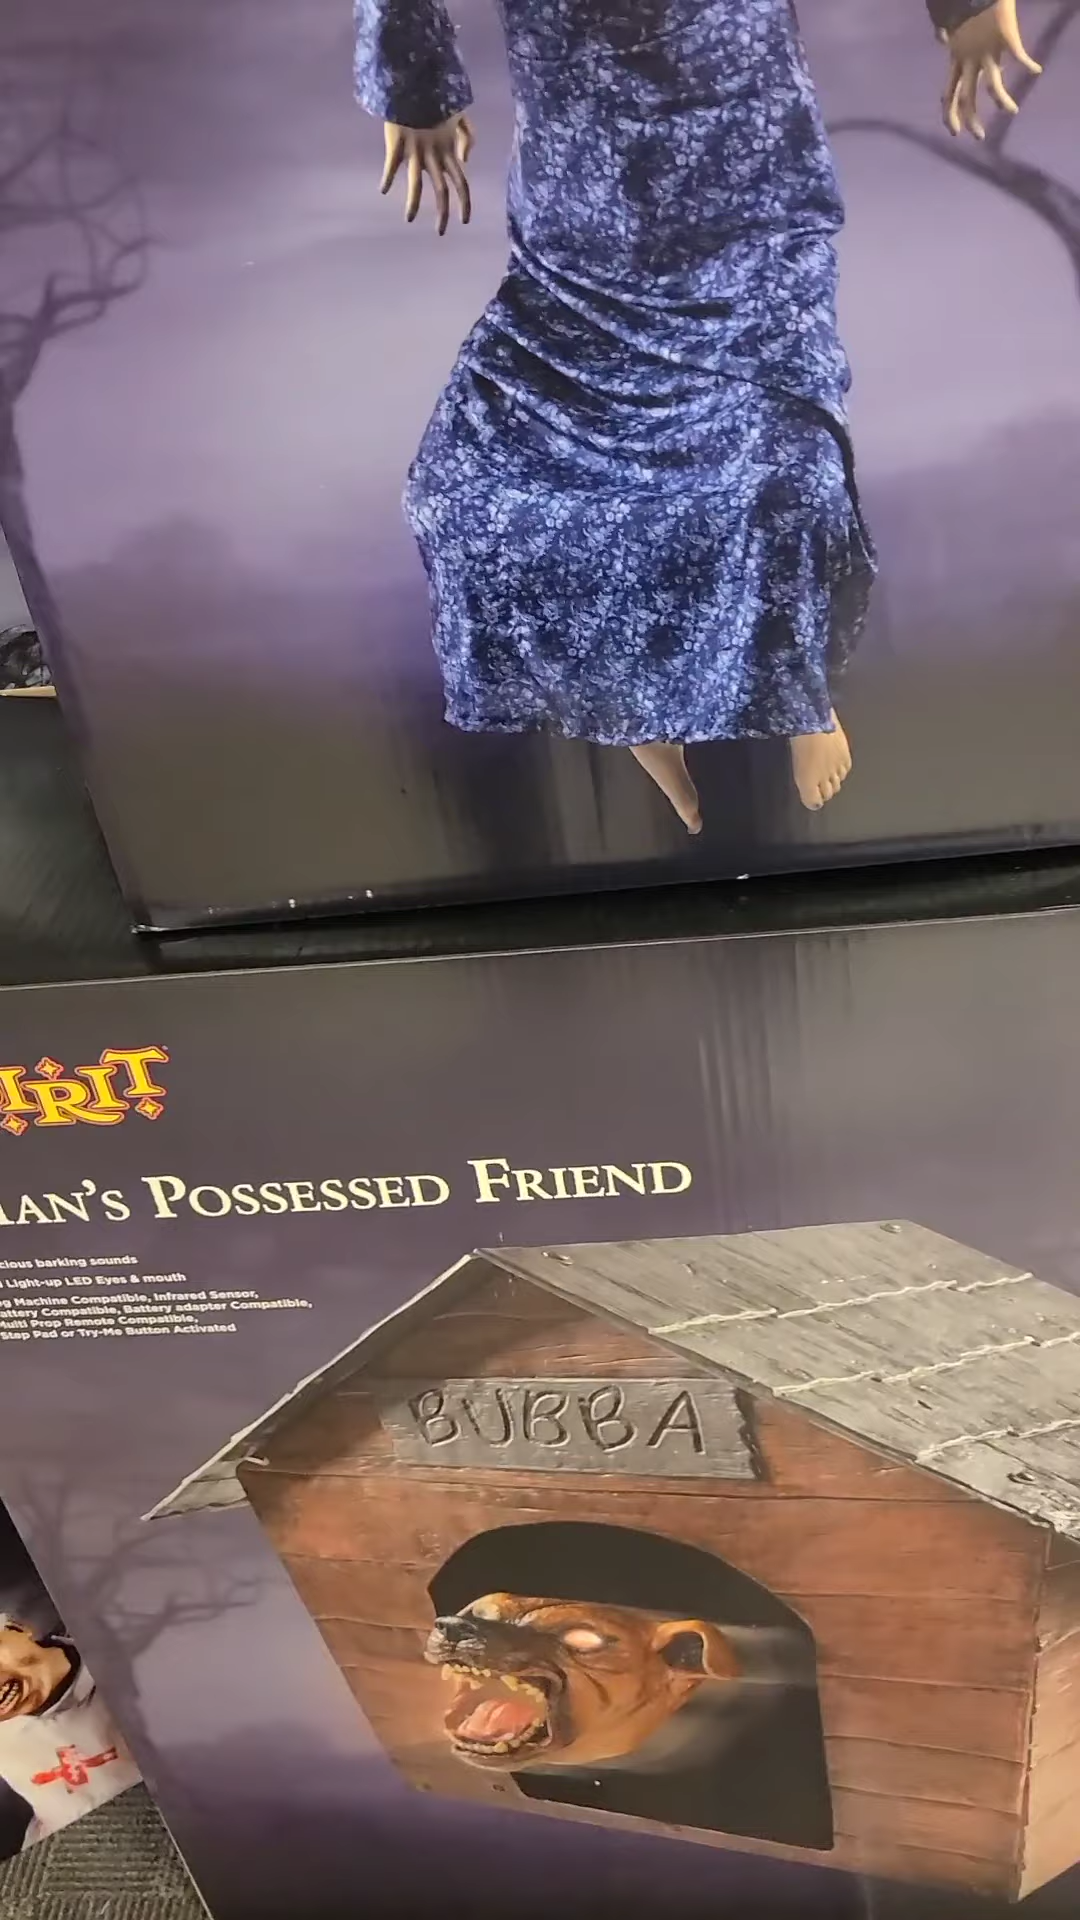 IRIT
AN'S POSSESSED FRIEND
cious barking sounds
Light-up LED Eyes & mouth
g Machine Compatible, Infrared Sensor,
attery Compatible, Battery adapter Compatible,
Multi Prop Remote Compatible,
Step Pad or Try-Me Button Activated
BUBBA